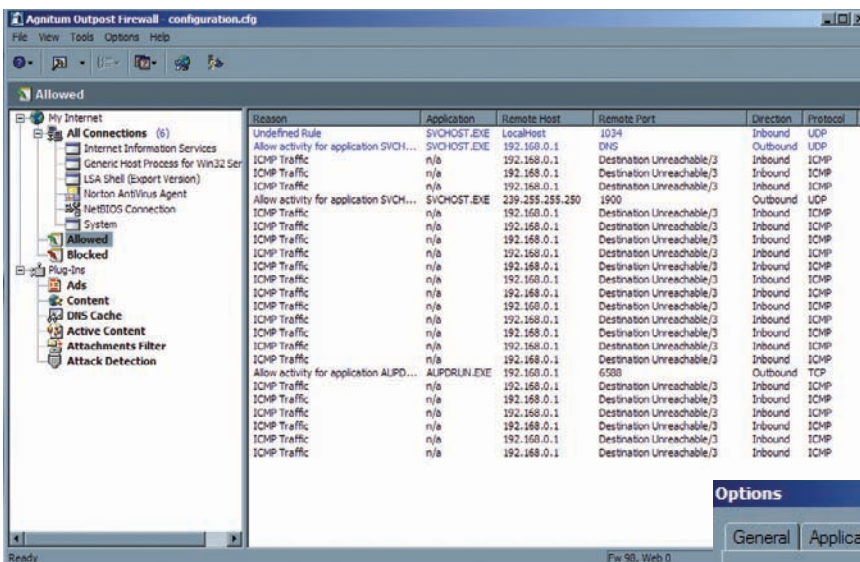 Agnitum Outpost Firewall - configuration.cfg
File View Tools Options Help
Allowed
My Internet
All Connections (6)
Internet Information Services
Generic Host Process for Win32 Ser
LSA Shell (Export Version)
Norton AntiVirus Agent
NetBIOS Connection
System
Allowed
Blocked
Plug-Ins
Ads
Content
DNS Cache
Active Content
Attachments Filter
Attack Detection
Reason Application Remote Host Remote Port Direction Protocol
Undefined Rule SVCHOST.EXE LocalHost 1034 Inbound UDP
Allow activity for application SVCH... SVCHOST.EXE 192.168.0.1 DNS Outbound UDP
ICMP Traffic n/a 192.168.0.1 Destination Unreachable/3 Inbound ICMP
ICMP Traffic n/a 192.168.0.1 Destination Unreachable/3 Inbound ICMP
ICMP Traffic n/a 192.168.0.1 Destination Unreachable/3 Inbound ICMP
Allow activity for application SVCH... SVCHOST.EXE 239.255.255.250 1900 Outbound UDP
ICMP Traffic n/a 192.168.0.1 Destination Unreachable/3 Inbound ICMP
ICMP Traffic n/a 192.168.0.1 Destination Unreachable/3 Inbound ICMP
ICMP Traffic n/a 192.168.0.1 Destination Unreachable/3 Inbound ICMP
ICMP Traffic n/a 192.168.0.1 Destination Unreachable/3 Inbound ICMP
ICMP Traffic n/a 192.168.0.1 Destination Unreachable/3 Inbound ICMP
ICMP Traffic n/a 192.168.0.1 Destination Unreachable/3 Inbound ICMP
ICMP Traffic n/a 192.168.0.1 Destination Unreachable/3 Inbound ICMP
ICMP Traffic n/a 192.168.0.1 Destination Unreachable/3 Inbound ICMP
ICMP Traffic n/a 192.168.0.1 Destination Unreachable/3 Inbound ICMP
ICMP Traffic n/a 192.168.0.1 Destination Unreachable/3 Inbound ICMP
ICMP Traffic n/a 192.168.0.1 Destination Unreachable/3 Inbound ICMP
ICMP Traffic n/a 192.168.0.1 Destination Unreachable/3 Inbound ICMP
Allow activity for application AUPD... AUPDRUN.EXE 192.168.0.1 6588 Outbound TCP
ICMP Traffic n/a 192.168.0.1 Destination Unreachable/3 Inbound ICMP
ICMP Traffic n/a 192.168.0.1 Destination Unreachable/3 Inbound ICMP
ICMP Traffic n/a 192.168.0.1 Destination Unreachable/3 Inbound ICMP
ICMP Traffic n/a 192.168.0.1 Destination Unreachable/3 Inbound ICMP
ICMP Traffic n/a 192.168.0.1 Destination Unreachable/3 Inbound ICMP
ICMP Traffic n/a 192.168.0.1 Destination Unreachable/3 Inbound ICMP
Options
General Applica
Ready Fw 98, Web 0